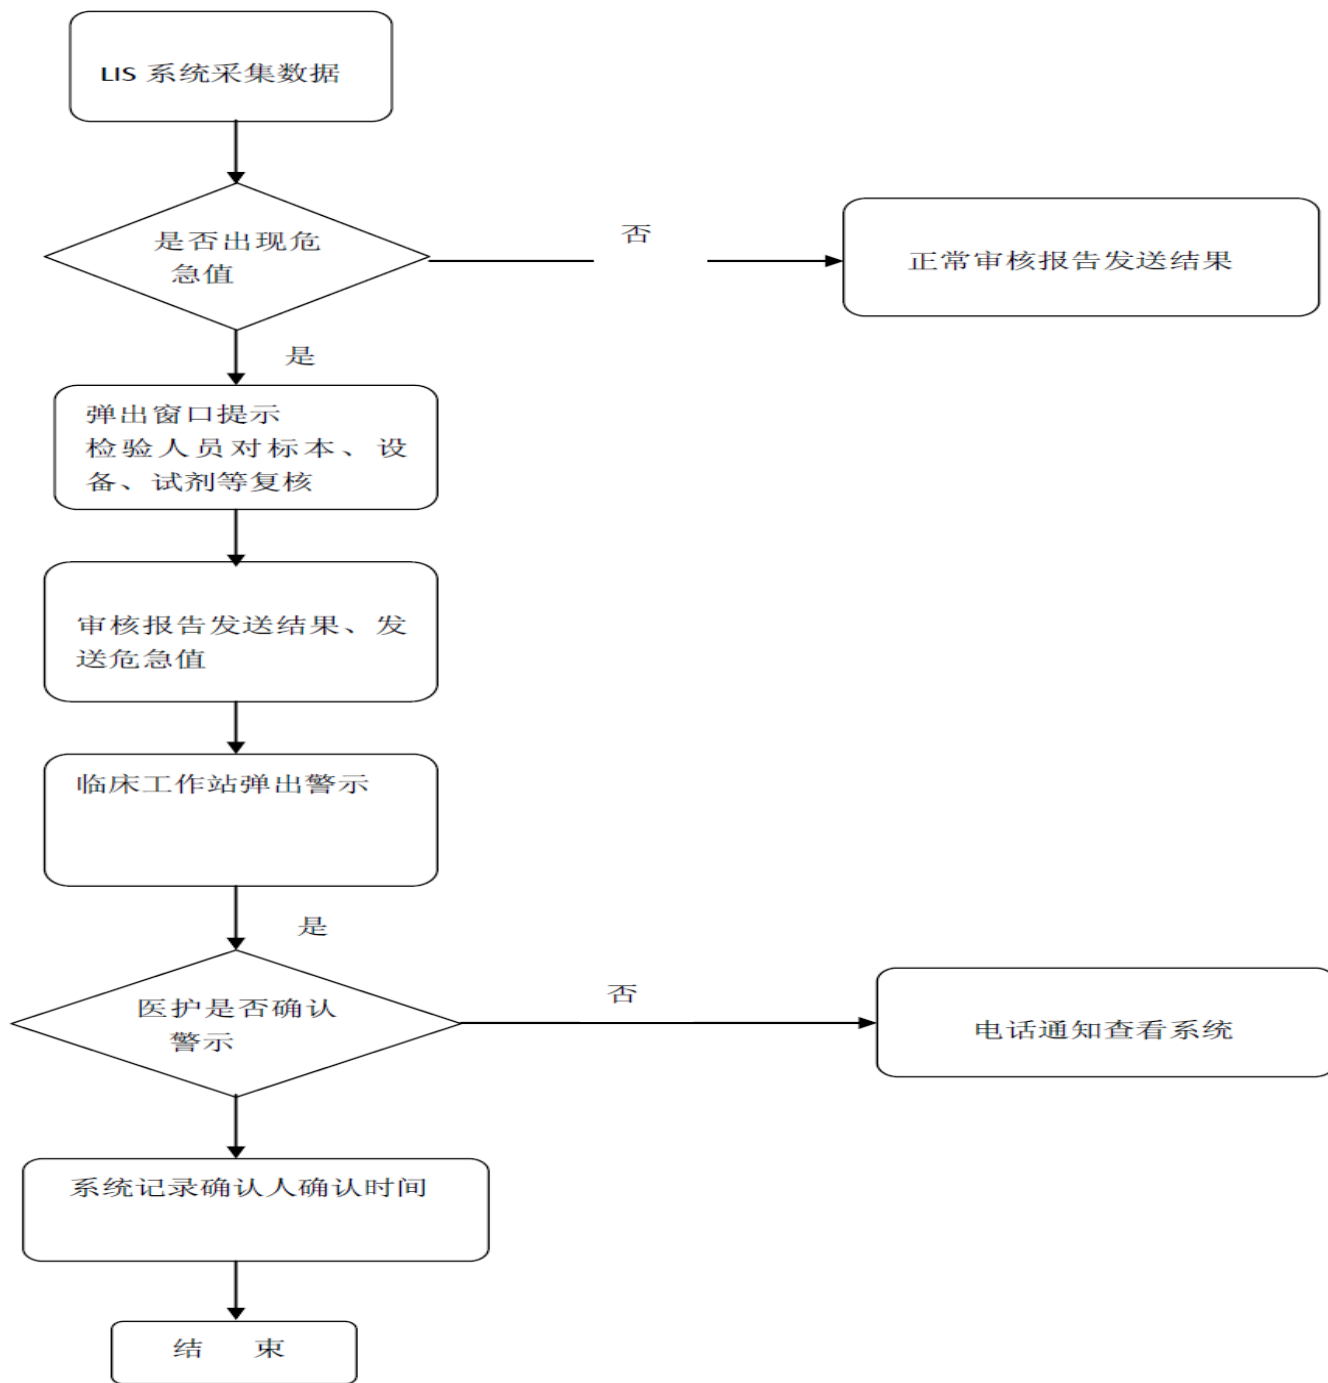 LIS 系统采集数据
是否出现危
急值
否
正常审核报告发送结果
是
弹出窗口提示
检验人员对标本、设
备、试剂等复核
审核报告发送结果、发
送危急值
临床工作站弹出警示
是
医护是否确认
警示
否
电话通知查看系统
系统记录确认人确认时间
结 束